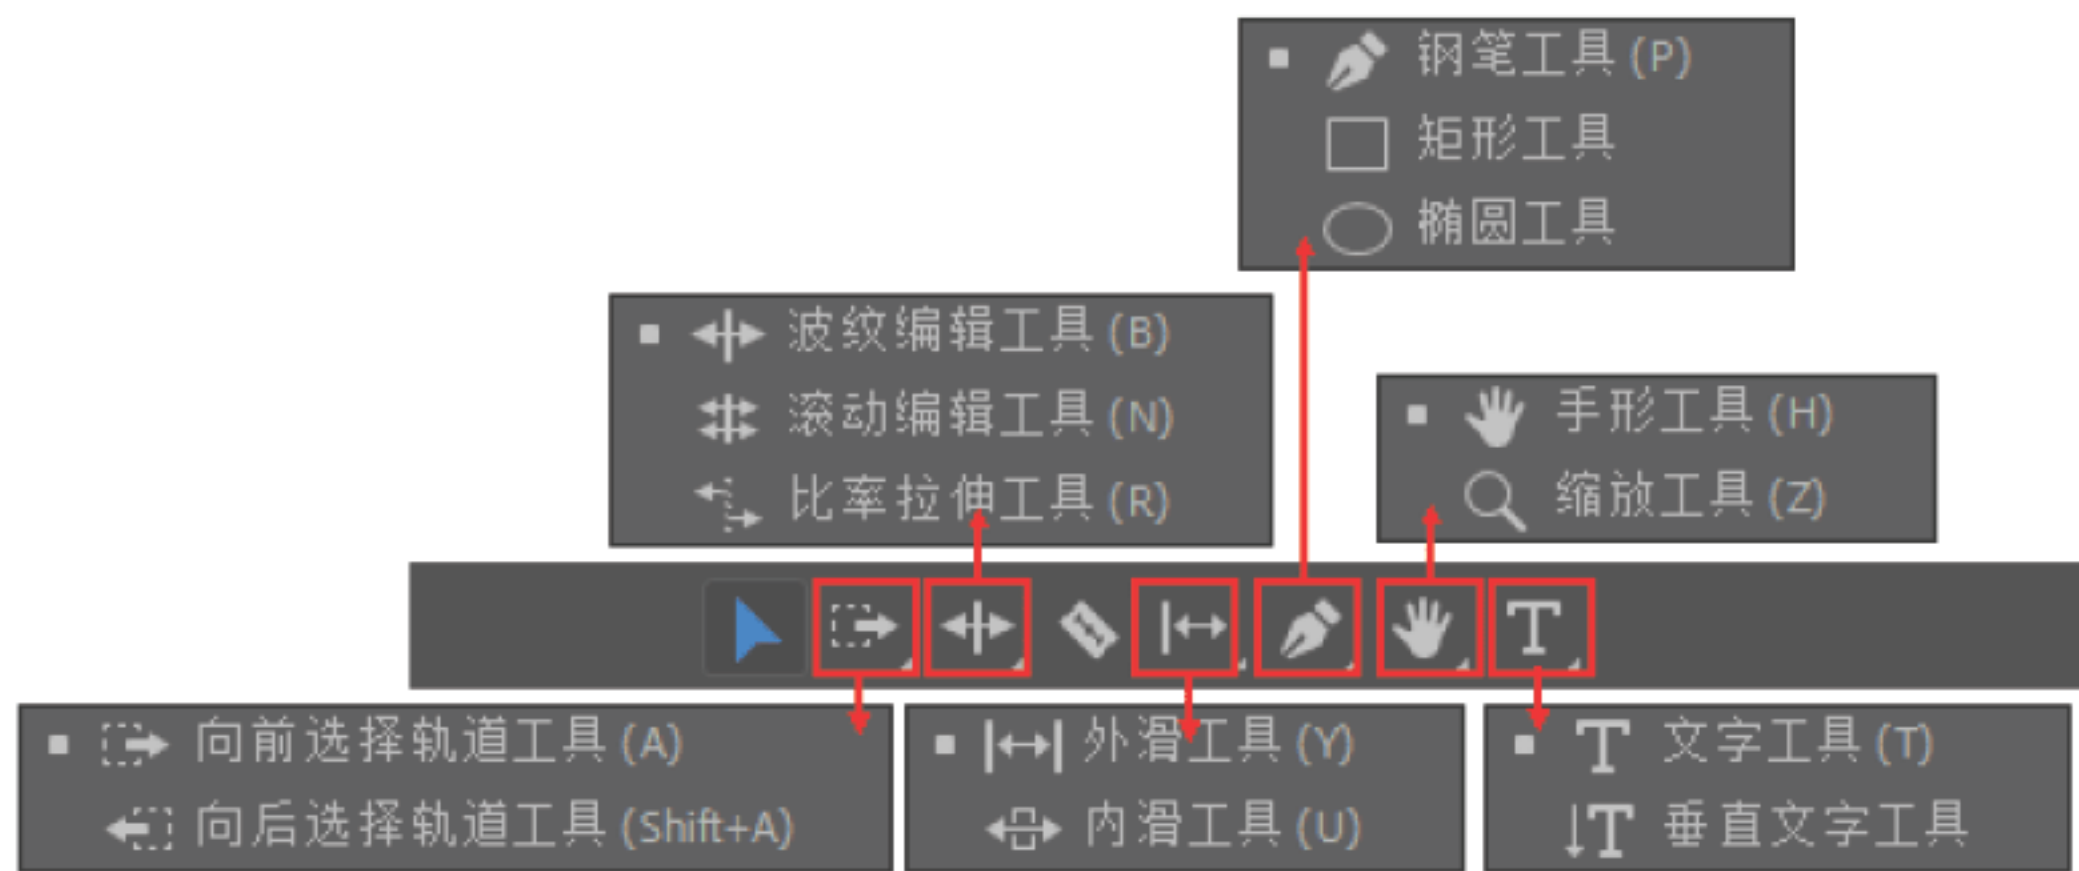 钢笔工具 (P)
矩形工具
椭圆工具
波纹编辑工具 (B)
滚动编辑工具 (N)
比率拉伸工具 (R)
手形工具 (H)
缩放工具 (Z)
向前选择轨道工具 (A)
向后选择轨道工具 (Shift+A)
外滑工具 (Y)
内滑工具 (U)
文字工具 (T)
垂直文字工具